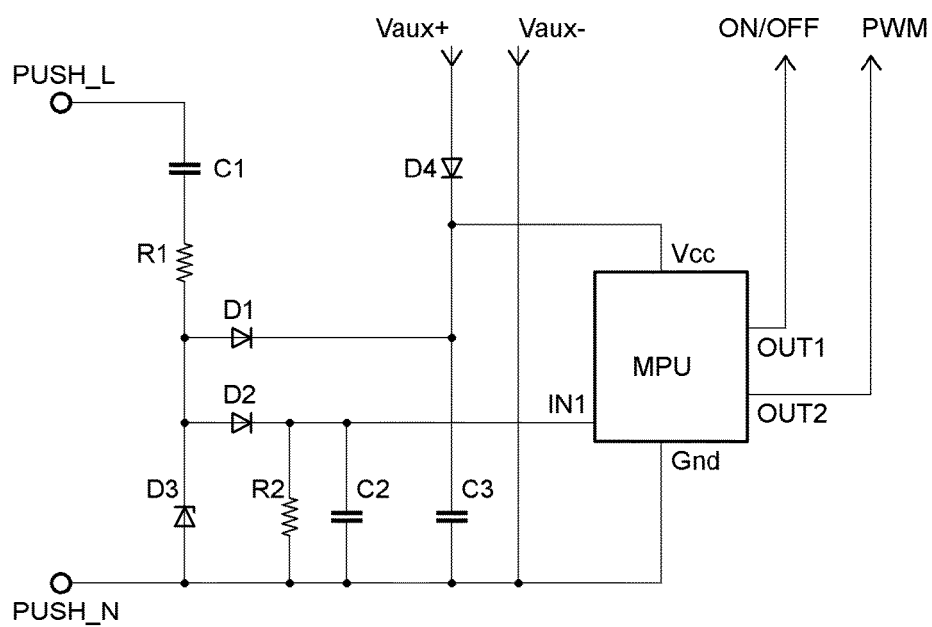 Vaux+ Vaux- ON/OFF PWM
PUSH_L
C1 D4
R1 Vcc
D1
MPU OUT1
D2 IN1 OUT2
Gnd
D3 R2 C2 C3
PUSH_N